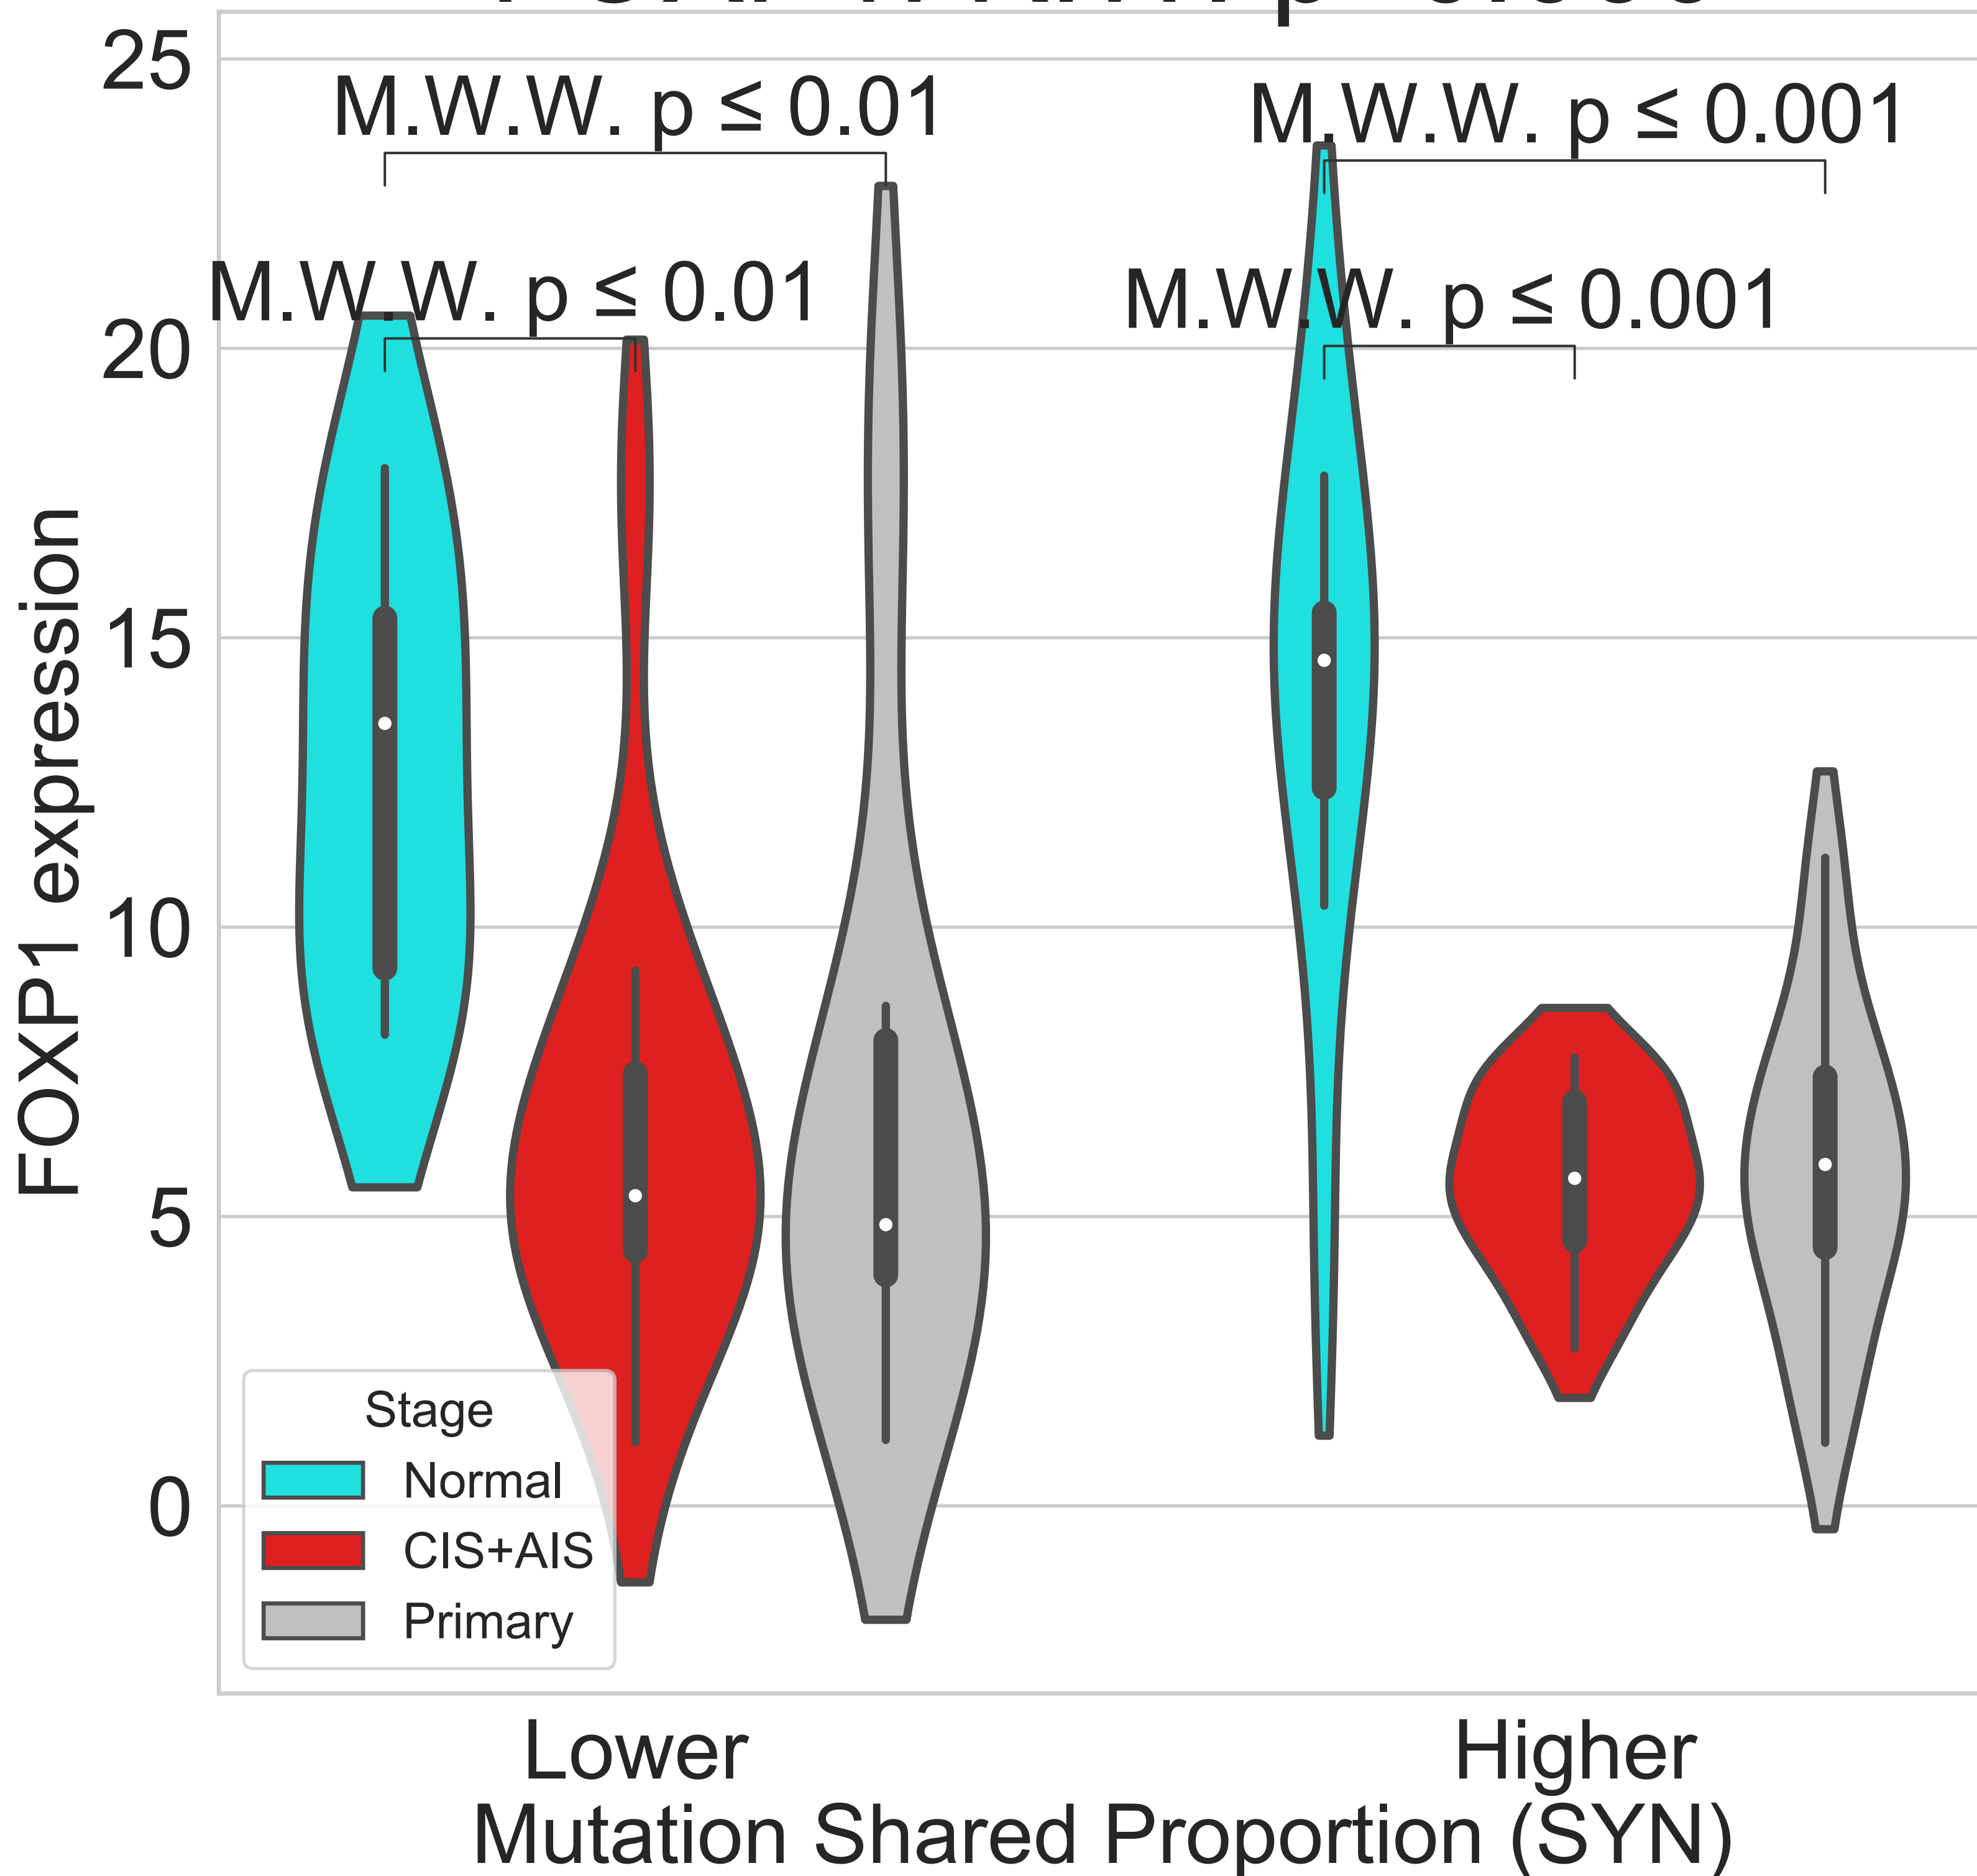 25
M.W.W. p ≤ 0.01
M.W.W. p ≤ 0.001
M.W.W. p ≤ 0.01
M.W.W. p ≤ 0.001
20
15
10
5
0
FOXP1 expression
Stage
Normal
CIS+AIS
Primary
Lower
Higher
Mutation Shared Proportion (SYN)